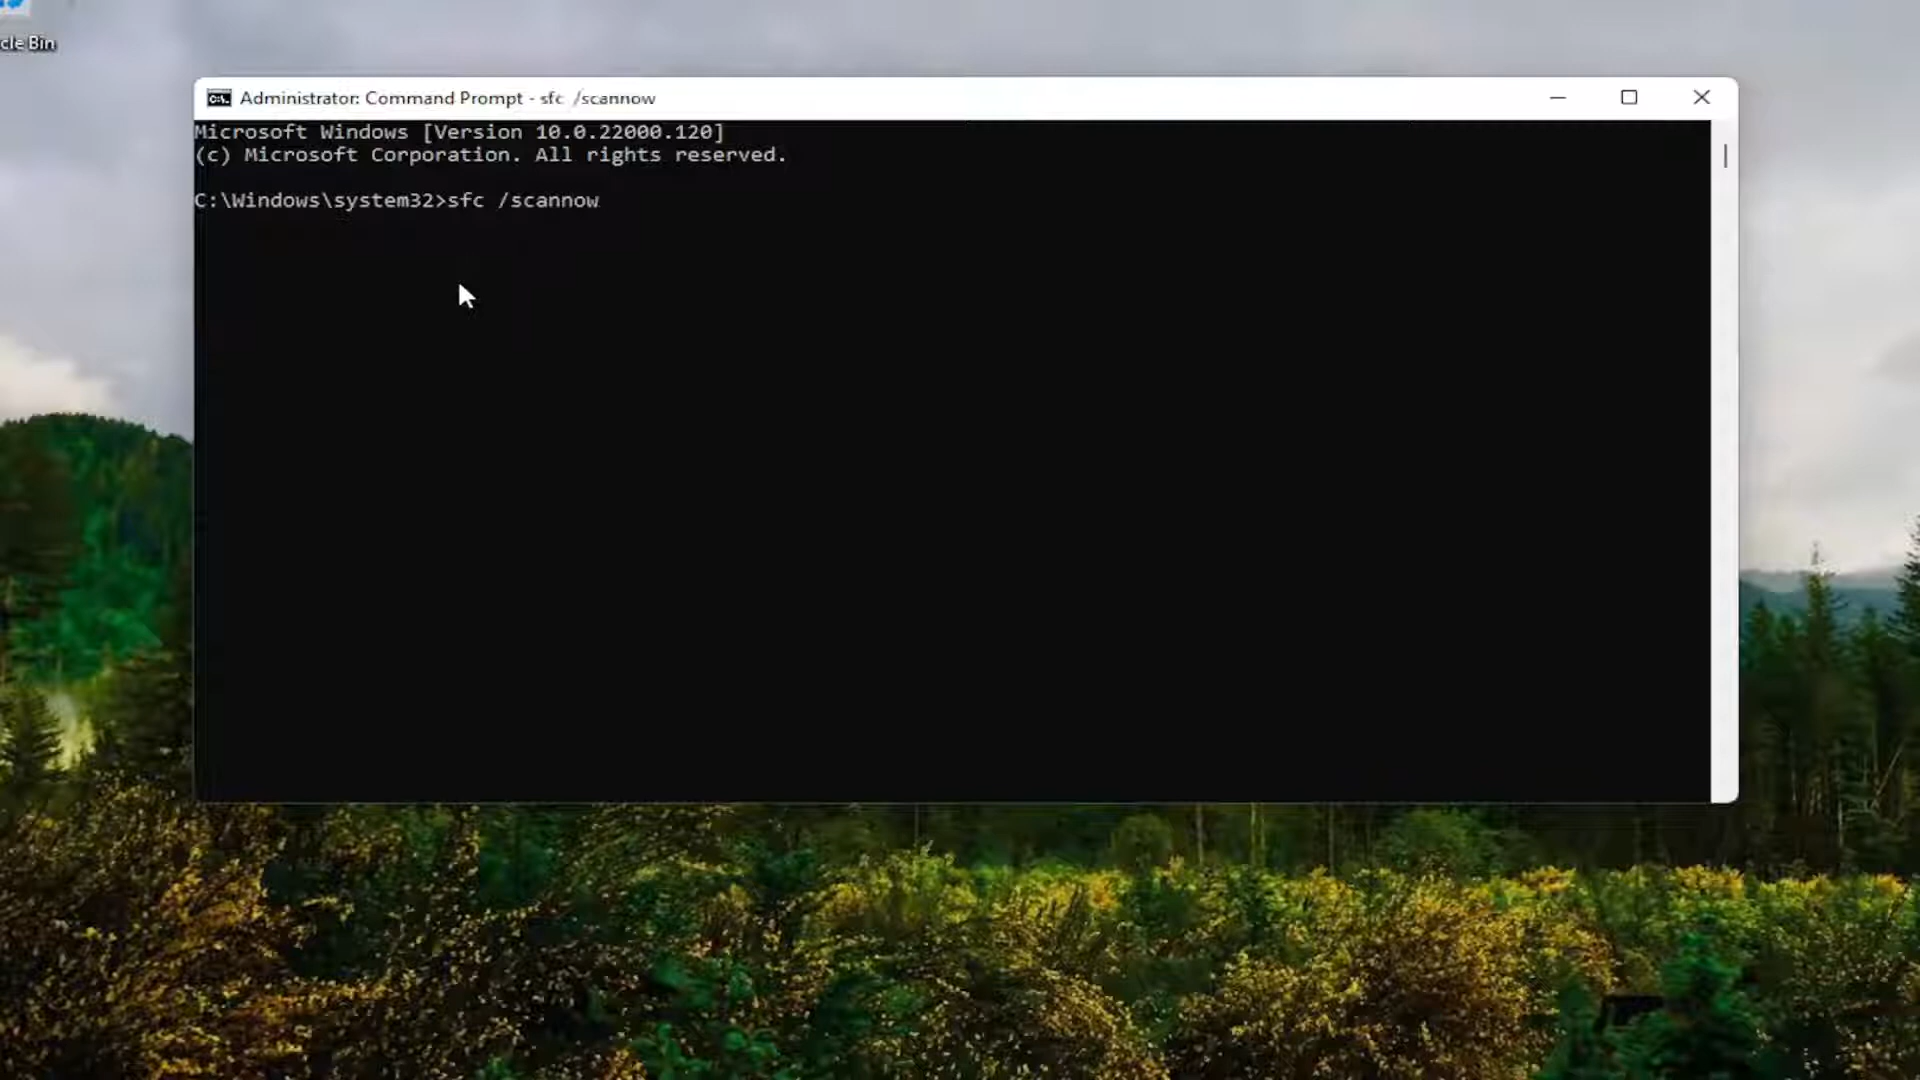 cle Bin
Administrator: Command Prompt - sfc /scannow
Microsoft Windows [Version 10.0.22000.120]
(c) Microsoft Corporation. All rights reserved.
C:\Windows\system32>sfc /scannow